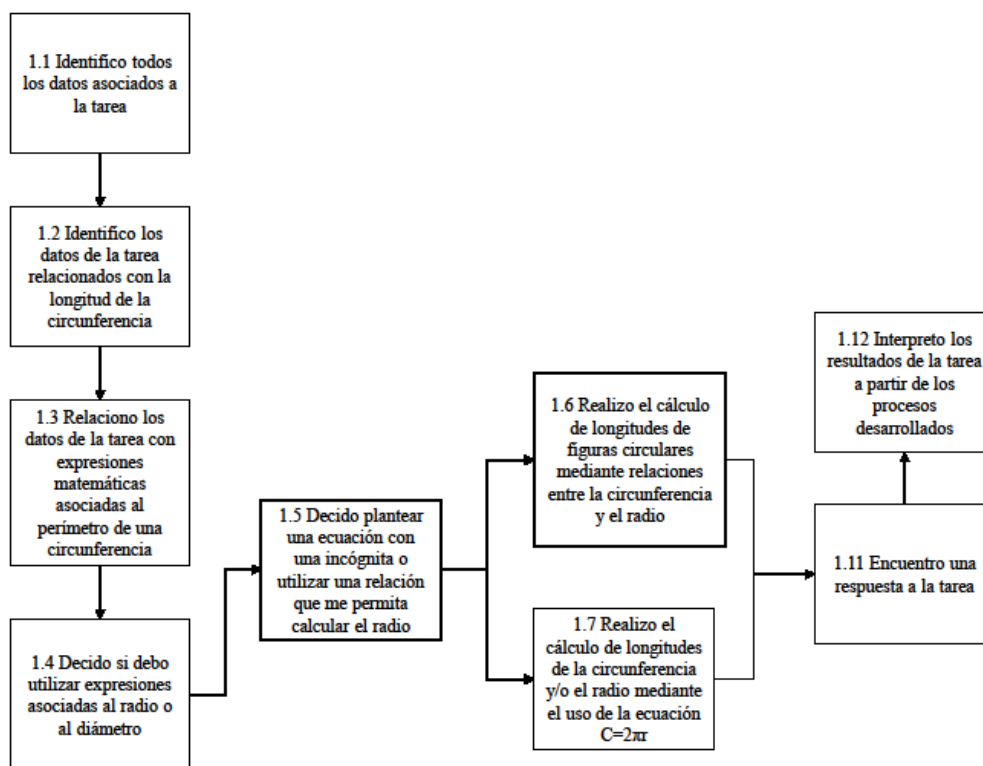 1.1 Identifico todos
los datos asociados a
la tarea
1.2 Identifico los
datos de la tarea
relacionados con la
longitud de la
circunferencia
1.3 Relaciono los
datos de la tarea con
expresiones
matemáticas
asociadas al
perímetro de una
circunferencia
1.4 Decido si debo
utilizar expresiones
asociadas al radio o
al diámetro
1.5 Decido plantear
una ecuación con
una incógnita o
utilizar una relación
que me permita
calcular el radio
1.6 Realizo el cálculo
de longitudes de
figuras circulares
mediante relaciones
entre la circunferencia
y el radio
1.7 Realizo el
cálculo de longitudes
de la circunferencia
y/o el radio mediante
el uso de la ecuación
C=2πr
1.11 Encuentro una
respuesta a la tarea
1.12 Interpreto los
resultados de la tarea
a partir de los
procesos
desarrollados